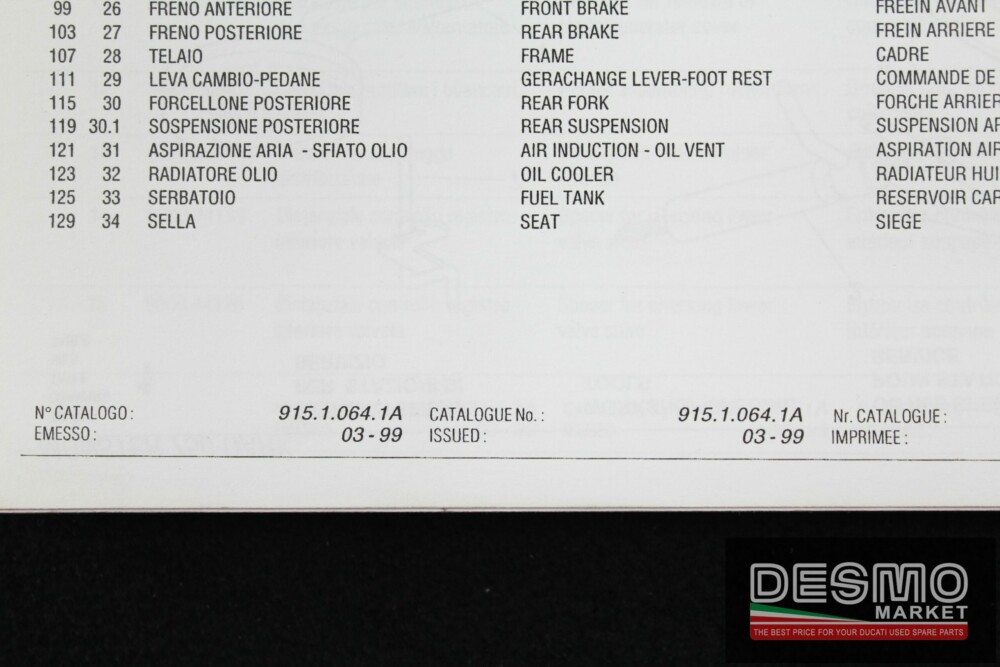 99 26 FRENO ANTERIORE FRONT BRAKE FREEIN AVANT
103 27 FRENO POSTERIORE REAR BRAKE FREIN ARRIERE
107 28 TELAIO FRAME CADRE
111 29 LEVA CAMBIO-PEDANE GERACHANGE LEVER-FOOT REST COMMANDE DE
115 30 FORCELLONE POSTERIORE REAR FORK FORCHE ARRIER
119 30.1 SOSPENSIONE POSTERIORE REAR SUSPENSION SUSPENSION AR
121 31 ASPIRAZIONE ARIA - SFIATO OLIO AIR INDUCTION - OIL VENT ASPIRATION AIR
123 32 RADIATORE OLIO OIL COOLER RADIATEUR HUI
125 33 SERBATOIO FUEL TANK RESERVOIR CAR
129 34 SELLA SEAT SIEGE
N° CATALOGO: 915.1.064.1A CATALOGUE No.: 915.1.064.1A Nr. CATALOGUE:
EMESSO: 03-99 ISSUED: 03-99 IMPRIMEE:
DESMO
MARKET
THE BEST PRICE FOR YOUR DUCATI USED SPARE PARTS